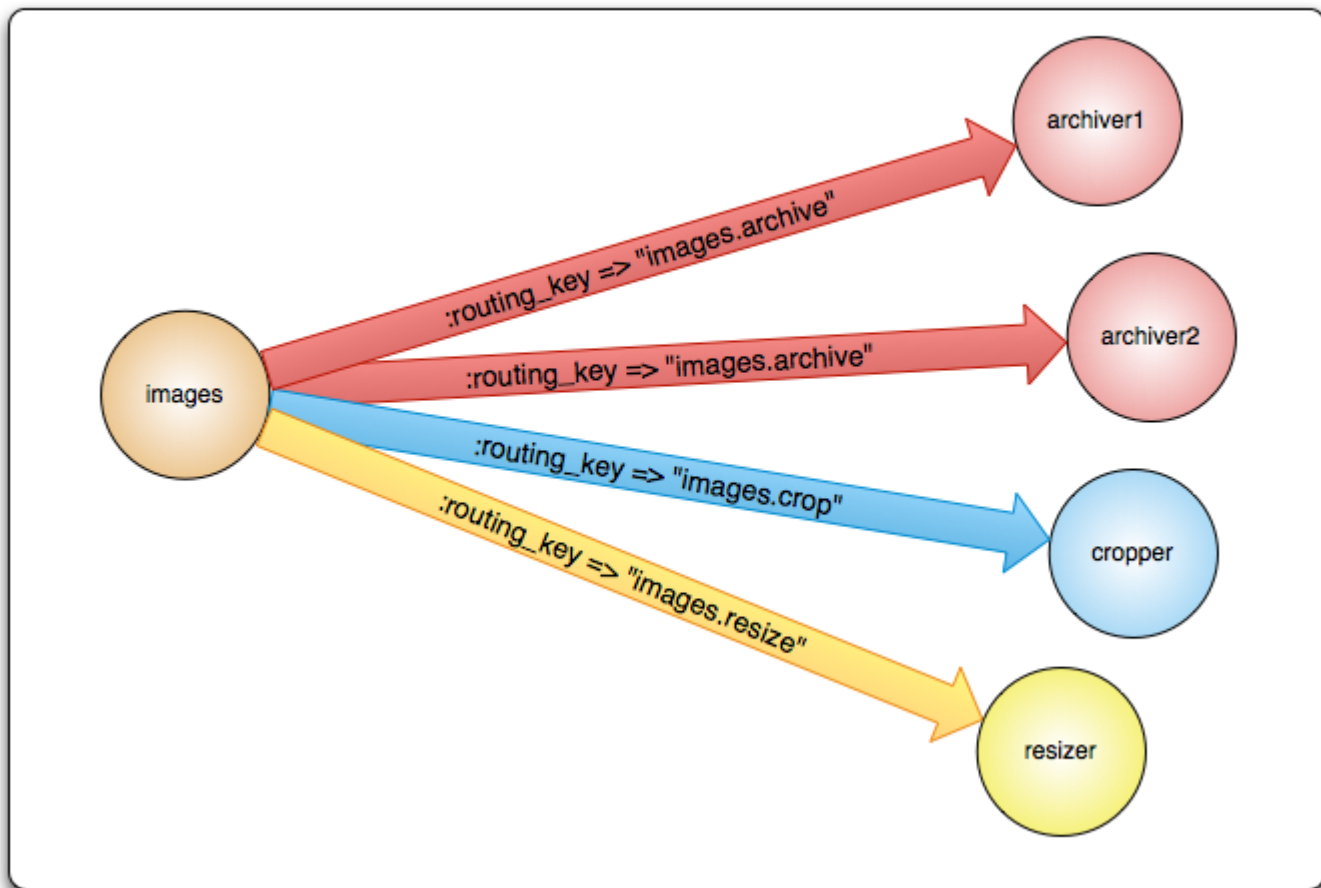 archiver1
:routing_key => "images.archive"
archiver2
:routing_key => "images.archive"
images
:routing_key => "images.crop"
cropper
:routing_key => "images.resize"
resizer